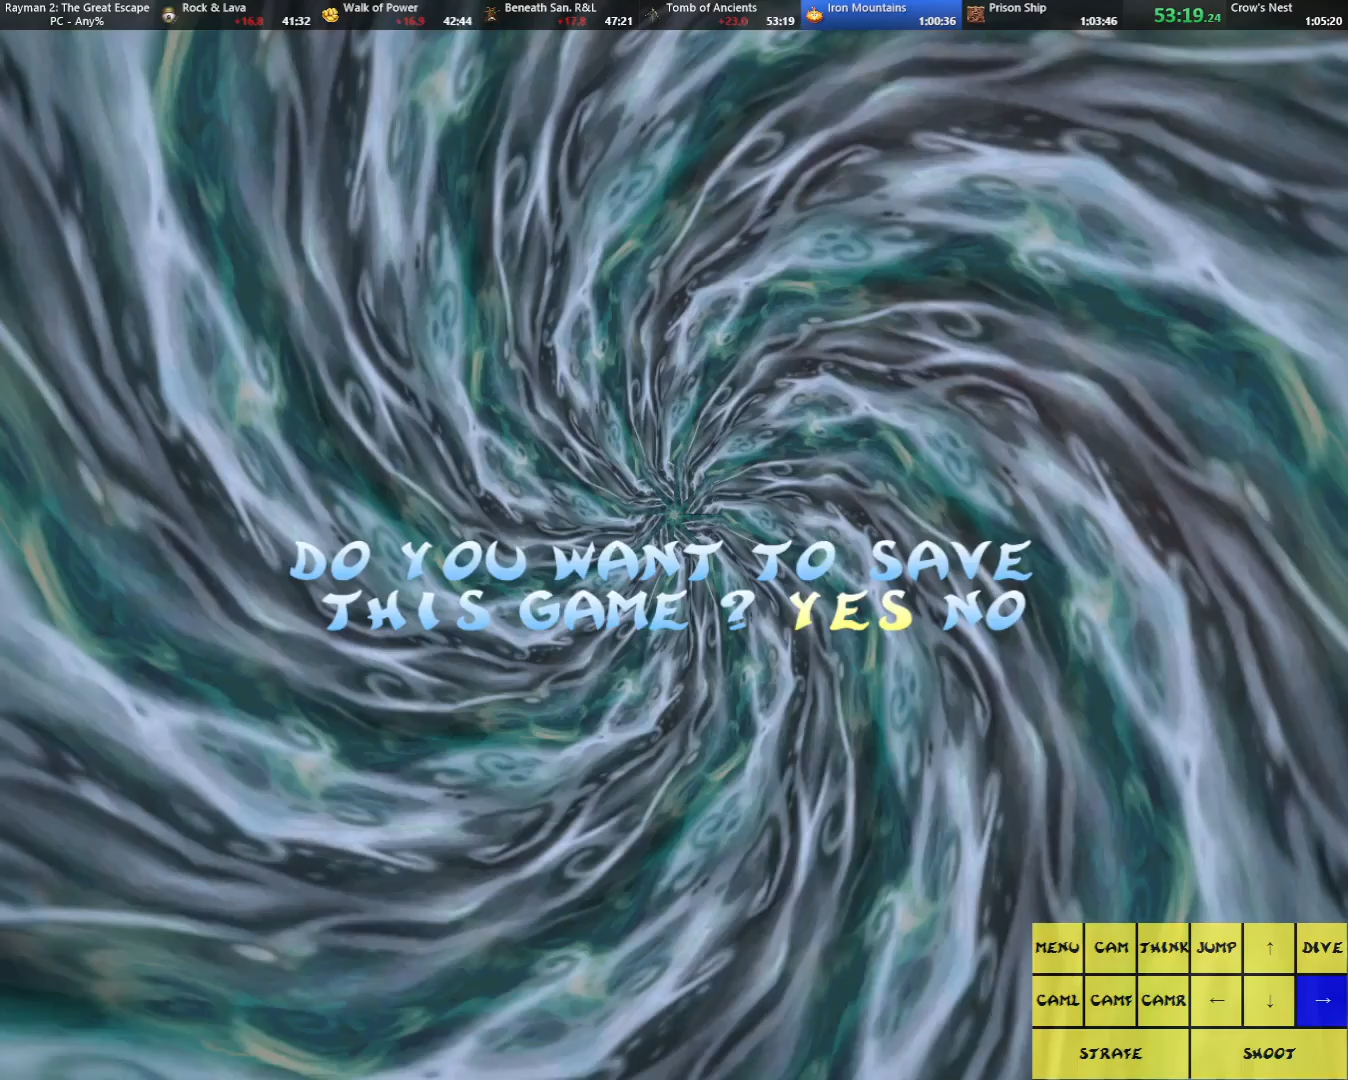 Rayman 2: The Great Escape
PC - Any%
Rock & Lava
+16.8 41:32
Walk of Power
+16.9 42:44
Beneath San. R&L
+17.8 47:21
Tomb of Ancients
+23.0 53:19
Iron Mountains
1:00:36
Prison Ship
1:03:46
53:19.24
Crow's Nest
1:05:20
DO YOU WANT TO SAVE
THIS GAME ? YES NO
MENU CAM THINK JUMP ↑ DIVE
CAML CAMF CAMR ← ↓ →
STRAFE SHOOT